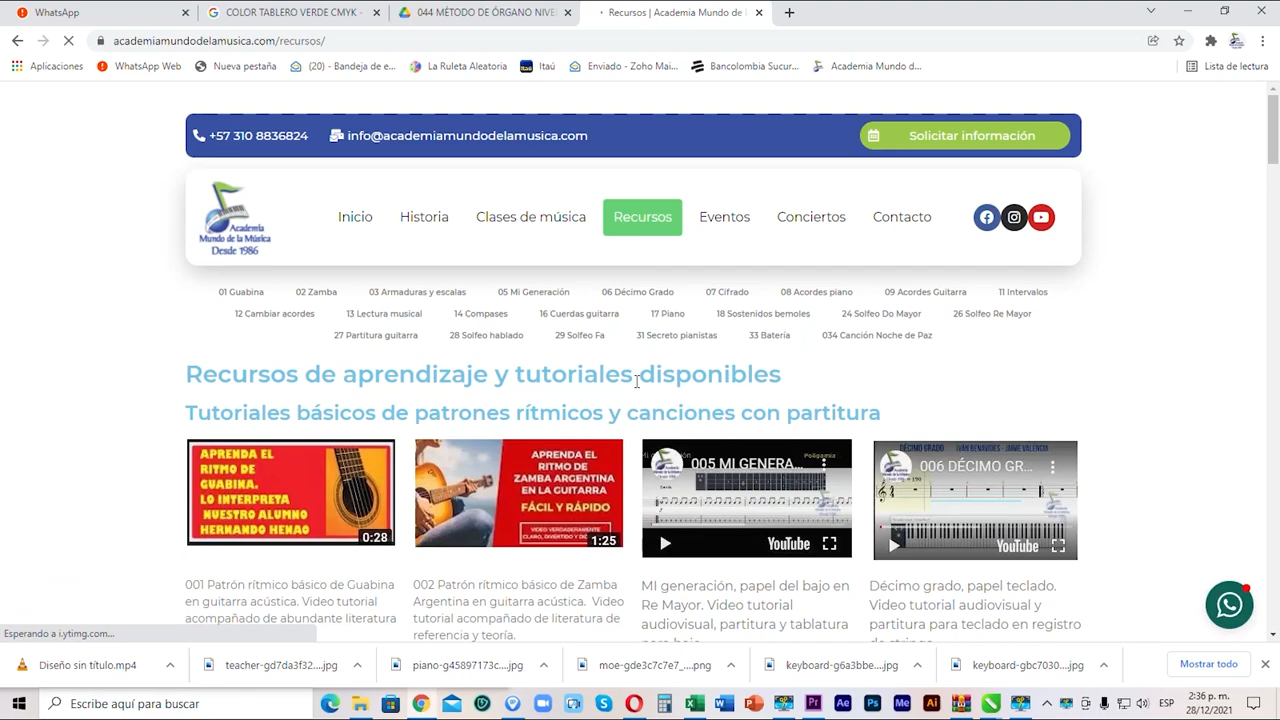 WhatsApp
COLOR TABLERO VERDE CMYK -
044 MÉTODO DE ÓRGANO NIVE
Recursos | Academia Mundo de
academiamundodelamusica.com/recursos/
Aplicaciones
WhatsApp Web
Nueva pestaña
(20) - Bandeja de e...
La Ruleta Aleatoria
Itaú
Enviado - Zoho Mai...
Bancolombia Sucur...
Academia Mundo d...
Lista de lectura
+57 310 8836824
info@academiamundodelamusica.com
Solicitar información
Academia
Mundo de la Música
Desde 1986
Inicio
Historia
Clases de música
Recursos
Eventos
Conciertos
Contacto
01 Guabina
02 Zamba
03 Armaduras y escalas
05 Mi Generación
06 Décimo Grado
07 Cifrado
08 Acordes piano
09 Acordes Guitarra
11 Intervalos
12 Cambiar acordes
13 Lectura musical
14 Compases
16 Cuerdas guitarra
17 Piano
18 Sostenidos bemoles
24 Solfeo Do Mayor
26 Solfeo Re Mayor
27 Partitura guitarra
28 Solfeo hablado
29 Solfeo Fa
31 Secreto pianistas
33 Batería
034 Canción Noche de Paz
Recursos de aprendizaje y tutoriales disponibles
Tutoriales básicos de patrones rítmicos y canciones con partitura
APRENDA EL
RITMO DE
GUABINA.
LO INTERPRETA
NUESTRO ALUMNO
HERNANDO HENAO
0:28
APRENDA EL
RITMO DE
ZAMBA ARGENTINA
EN LA GUITARRA
FÁCIL Y RÁPIDO
1:25
005 MI GENERA...
Poligamia
YouTube
DÉCIMO GRADO
IVÁN BENAVIDES - JAIME VALENCIA
006 DÉCIMO GR...
YouTube
001 Patrón rítmico básico de Guabina
en guitarra acústica. Video tutorial
acompañado de abundante literatura
002 Patrón rítmico básico de Zamba
Argentina en guitarra acústica. Video
tutorial acompañado de literatura de
referencia y teoría.
MI generación, papel del bajo en
Re Mayor. Video tutorial
audiovisual, partitura y tablatura
para bajo
Décimo grado, papel teclado.
Video tutorial audiovisual y
partitura para teclado en registro
de strings
Esperando a i.ytimg.com...
Diseño sin título.mp4
teacher-gd7da3f32....jpg
piano-g45897173c....jpg
moe-gde3c7c7e7_....png
keyboard-g6a3bbe....jpg
keyboard-gbc7030....jpg
Mostrar todo
Escribe aquí para buscar
ESP
2:36 p. m.
28/12/2021